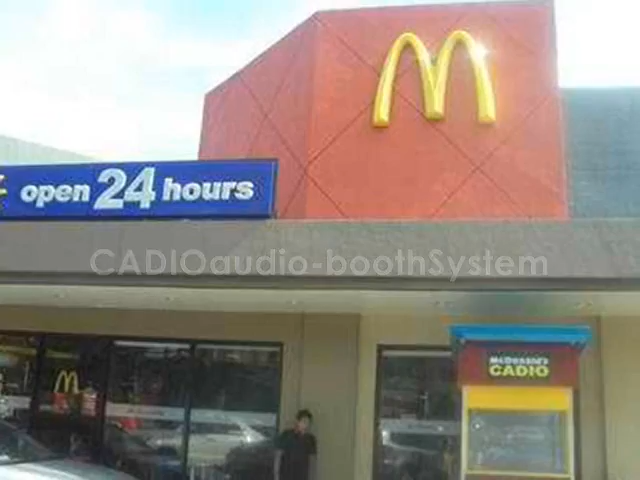 M
open 24 hours
CADIOaudio-boothSystem
McDonald's
CADIO
M